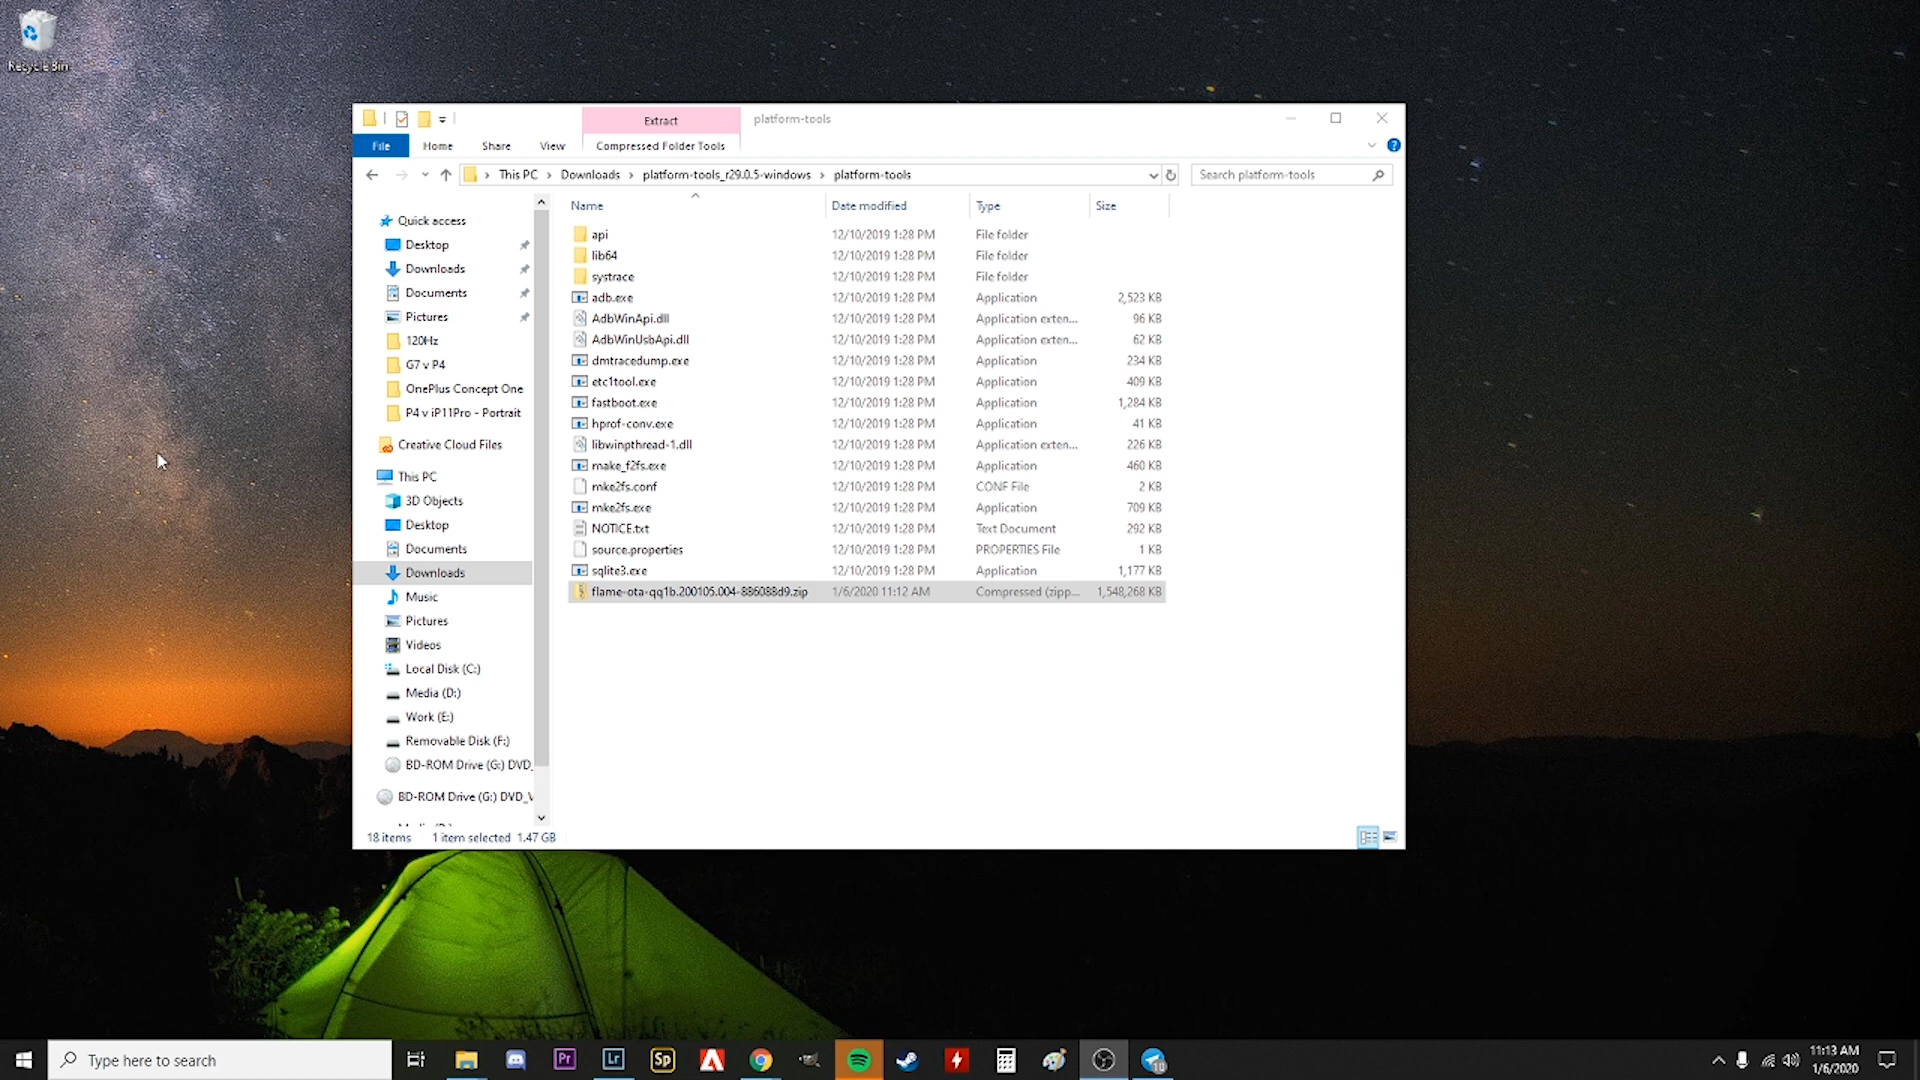 Recycle Bin
Extract
platform-tools
File
Home
Share
View
Compressed Folder Tools
This PC > Downloads > platform-tools_r29.0.5-windows > platform-tools
Search platform-tools
Name
Date modified
Type
Size
Quick access
Desktop
Downloads
Documents
Pictures
120Hz
G7 v P4
OnePlus Concept One
P4 v iP11Pro - Portrait
Creative Cloud Files
This PC
3D Objects
Desktop
Documents
Downloads
Music
Pictures
Videos
Local Disk (C:)
Media (D:)
Work (E:)
Removable Disk (F:)
BD-ROM Drive (G:) DVD_
BD-ROM Drive (G:) DVD_V
api 12/10/2019 1:28 PM File folder
lib64 12/10/2019 1:28 PM File folder
systrace 12/10/2019 1:28 PM File folder
adb.exe 12/10/2019 1:28 PM Application 2,523 KB
AdbWinApi.dll 12/10/2019 1:28 PM Application exten... 96 KB
AdbWinUsbApi.dll 12/10/2019 1:28 PM Application exten... 62 KB
dmtracedump.exe 12/10/2019 1:28 PM Application 234 KB
etc1tool.exe 12/10/2019 1:28 PM Application 409 KB
fastboot.exe 12/10/2019 1:28 PM Application 1,284 KB
hprof-conv.exe 12/10/2019 1:28 PM Application 41 KB
libwinpthread-1.dll 12/10/2019 1:28 PM Application exten... 226 KB
make_f2fs.exe 12/10/2019 1:28 PM Application 460 KB
mke2fs.conf 12/10/2019 1:28 PM CONF File 2 KB
mke2fs.exe 12/10/2019 1:28 PM Application 709 KB
NOTICE.txt 12/10/2019 1:28 PM Text Document 292 KB
source.properties 12/10/2019 1:28 PM PROPERTIES File 1 KB
sqlite3.exe 12/10/2019 1:28 PM Application 1,177 KB
flame-ota-qq1b.200105.004-886088d9.zip 1/6/2020 11:12 AM Compressed (zipp... 1,548,268 KB
18 items 1 item selected 1.47 GB
Type here to search
Pr
Lr
Sp
10
11:13 AM
1/6/2020